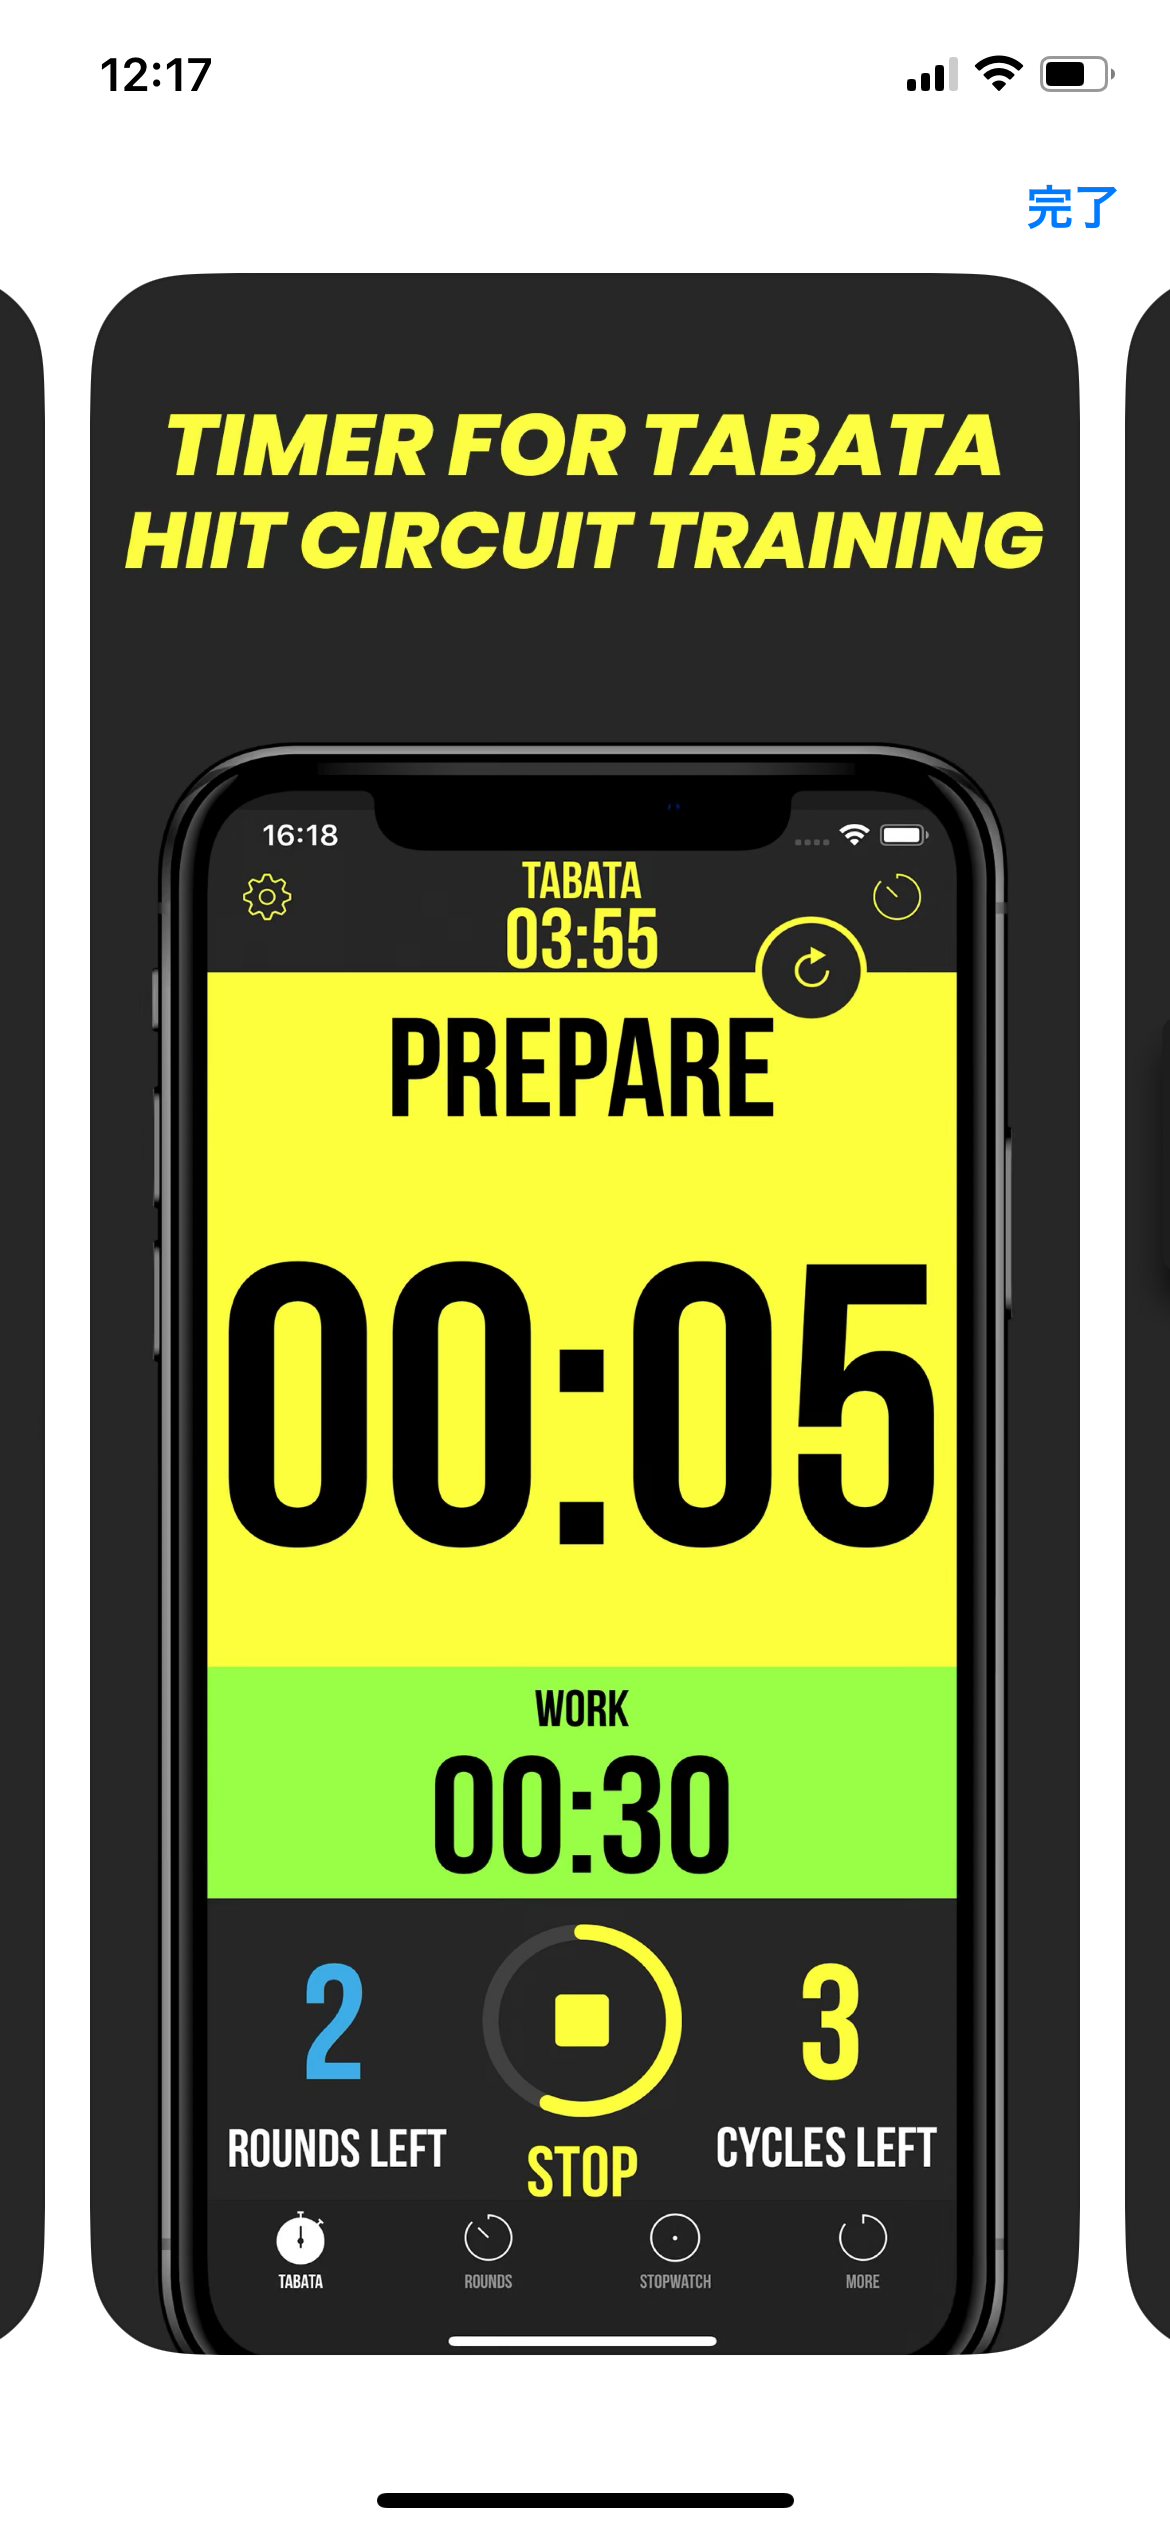 12:17
完了
TIMER FOR TABATA
HIIT CIRCUIT TRAINING
16:18
TABATA
03:55
PREPARE
00:05
WORK
00:30
2
3
ROUNDS LEFT
STOP
CYCLES LEFT
TABATA
ROUNDS
STOPWATCH
MORE